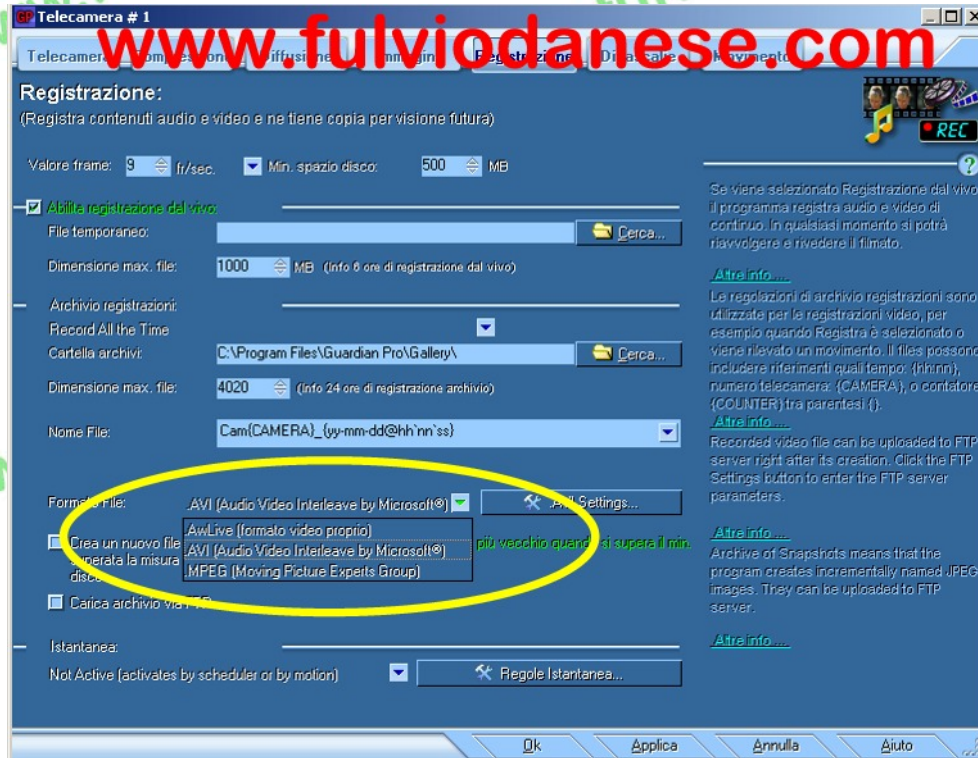 Telecamera # 1
www.fulviodanese.com
Registrazione
Registrazione:
(Registra contenuti audio e video e ne tiene copia per visione futura)
REC
Valore frame: 9 fr/sec. Min. spazio disco: 500 MB
Abilita registrazione dal vivo:
File temporaneo: Cerca...
Dimensione max. file: 1000 MB (Info 6 ore di registrazione dal vivo)
Archivio registrazioni:
Record All the Time
Cartella archivi: C:\Program Files\Guardian Pro\Gallery\ Cerca...
Dimensione max. file: 4020 (Info 24 ore di registrazione archivio)
Nome File: Cam{CAMERA}_{yy-mm-dd@hh`nn`ss}
Formato File: .AVI (Audio Video Interleave by Microsoft®) .AVI Settings...
.AwLive (formato video proprio)
.AVI (Audio Video Interleave by Microsoft®)
.MPEG (Moving Picture Experts Group)
Crea un nuovo file
superata la misura
più vecchio quando si supera il min.
Carica archivio via
Istantanea:
Not Active (activates by scheduler or by motion) Regole Istantanea...
Se viene selezionato Registrazione dal vivo
il programma registra audio e video di
continuo. In qualsiasi momento si potrà
riavvolgere e rivedere il filmato.
Altre info ....
Le regolazioni di archivio registrazioni sono
utilizzate per le registrazioni video, per
esempio quando Registra è selezionato o
viene rilevato un movimento. Il files possono
includere riferimenti quali tempo: {hh:nn},
numero telecamera: {CAMERA}, o contatore
{COUNTER} tra parentesi {}.
Altre info ....
Recorded video file can be uploaded to FTP
server right after its creation. Click the FTP
Settings button to enter the FTP server
parameters.
Altre info ....
Archive of Snapshots means that the
program creates incrementally named JPEG
images. They can be uploaded to FTP
server.
Altre info ....
Ok Applica Annulla Aiuto